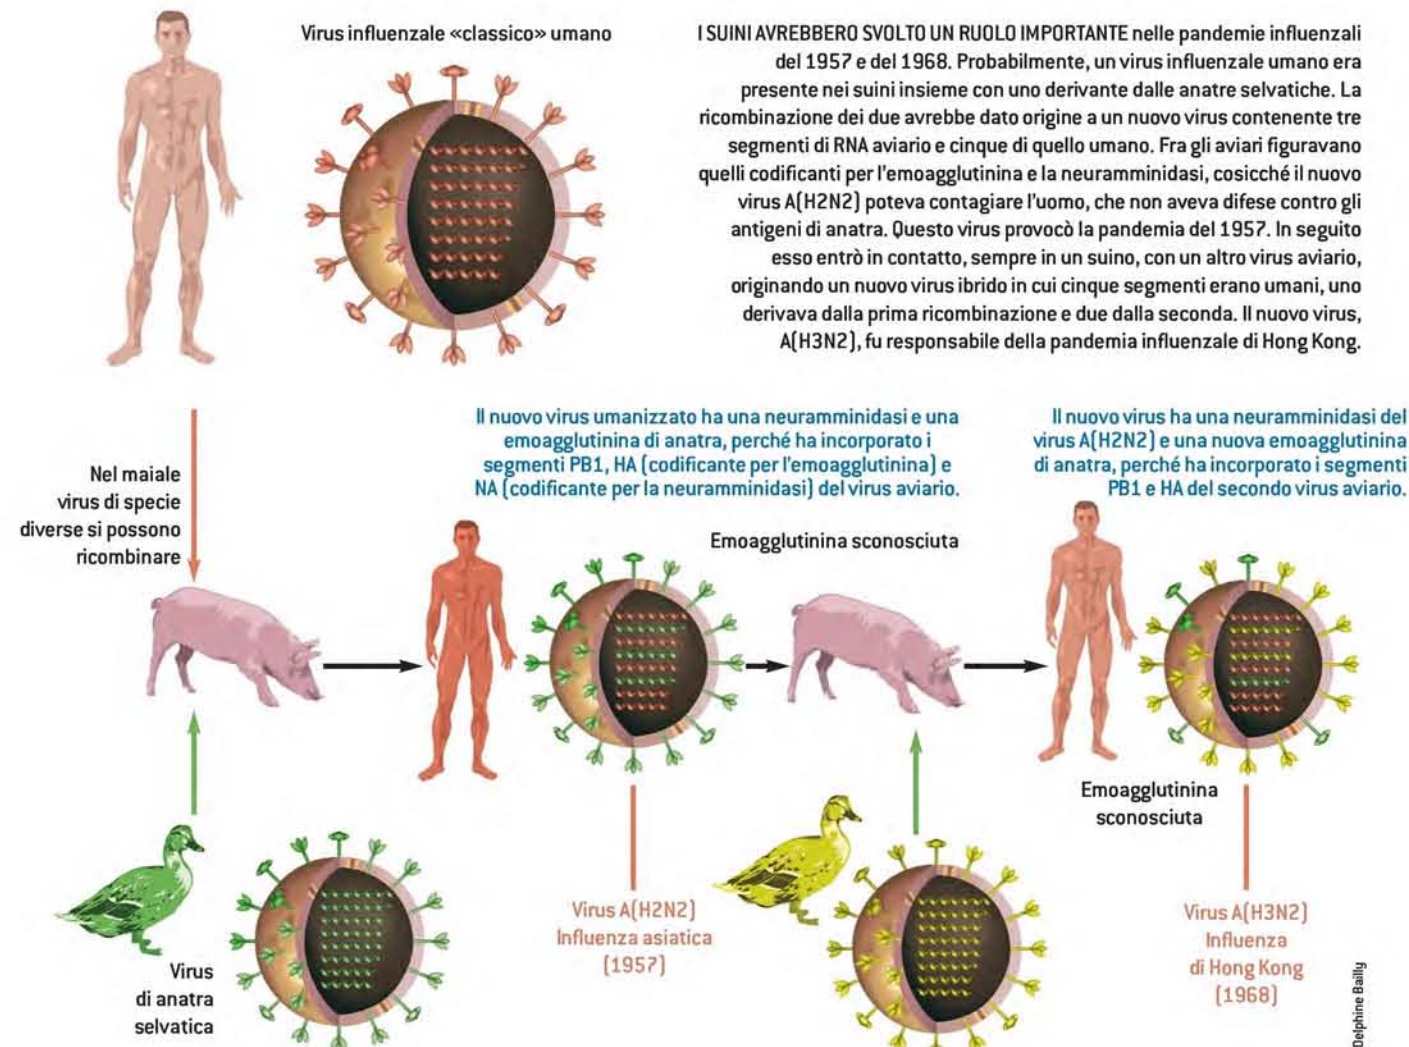 Virus influenzale «classico» umano
I SUINI AVREBBERO SVOLTO UN RUOLO IMPORTANTE nelle pandemie influenzali
del 1957 e del 1968. Probabilmente, un virus influenzale umano era
presente nei suini insieme con uno derivante dalle anatre selvatiche. La
ricombinazione dei due avrebbe dato origine a un nuovo virus contenente tre
segmenti di RNA aviario e cinque di quello umano. Fra gli aviari figuravano
quelli codificanti per l'emoagglutinina e la neuramminidasi, cosicché il nuovo
virus A(H2N2) poteva contagiare l'uomo, che non aveva difese contro gli
antigeni di anatra. Questo virus provocò la pandemia del 1957. In seguito
esso entrò in contatto, sempre in un suino, con un altro virus aviario,
originando un nuovo virus ibrido in cui cinque segmenti erano umani, uno
derivava dalla prima ricombinazione e due dalla seconda. Il nuovo virus,
A(H3N2), fu responsabile della pandemia influenzale di Hong Kong.
Nel maiale
virus di specie
diverse si possono
ricombinare
Il nuovo virus umanizzato ha una neuramminidasi e una
emoagglutinina di anatra, perché ha incorporato i
segmenti PB1, HA (codificante per l'emoagglutinina) e
NA (codificante per la neuramminidasi) del virus aviario.
Il nuovo virus ha una neuramminidasi del
virus A(H2N2) e una nuova emoagglutinina
di anatra, perché ha incorporato i segmenti
PB1 e HA del secondo virus aviario.
Emoagglutinina sconosciuta
Emoagglutinina
sconosciuta
Virus
di anatra
selvatica
Virus A(H2N2)
Influenza asiatica
(1957)
Virus A(H3N2)
Influenza
di Hong Kong
(1968)
Delphine Bailly